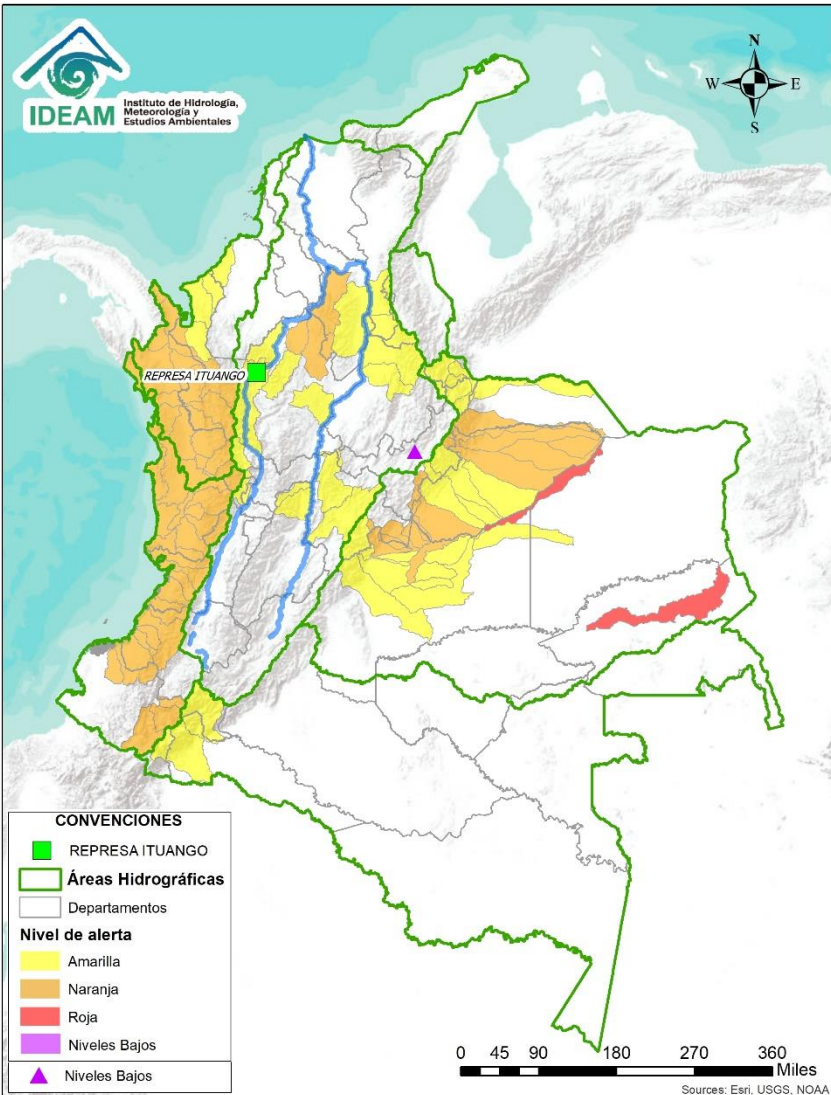 IDEAM
Instituto de Hidrología,
Meteorología y
Estudios Ambientales
N
W
E
S
REPRESA ITUANGO
CONVENCIONES
REPRESA ITUANGO
Áreas Hidrográficas
Departamentos
Nivel de alerta
Amarilla
Naranja
Roja
Niveles Bajos
Niveles Bajos
0 45 90 180 270 360
Miles
Sources: Esri, USGS, NOAA